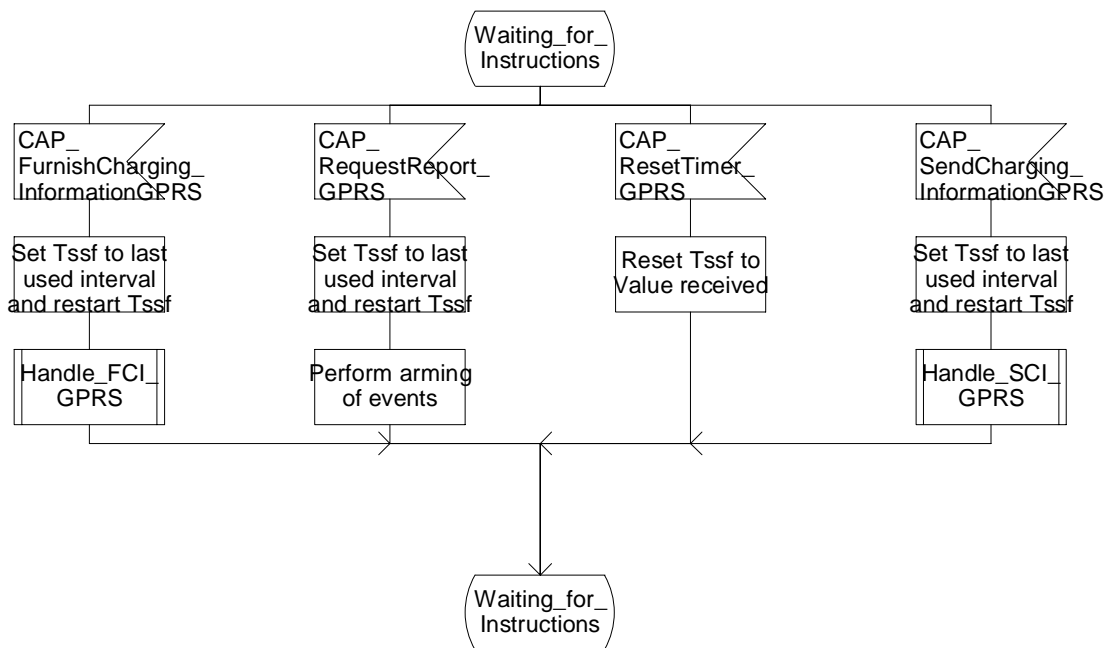 Waiting_for_
Instructions
CAP_
FurnishCharging_
InformationGPRS
CAP_
RequestReport_
GPRS
CAP_
ResetTimer_
GPRS
CAP_
SendCharging_
InformationGPRS
Set Tssf to last
used interval
and restart Tssf
Set Tssf to last
used interval
and restart Tssf
Reset Tssf to
Value received
Set Tssf to last
used interval
and restart Tssf
Handle_FCI_
GPRS
Perform arming
of events
Handle_SCI_
GPRS
Waiting_for_
Instructions